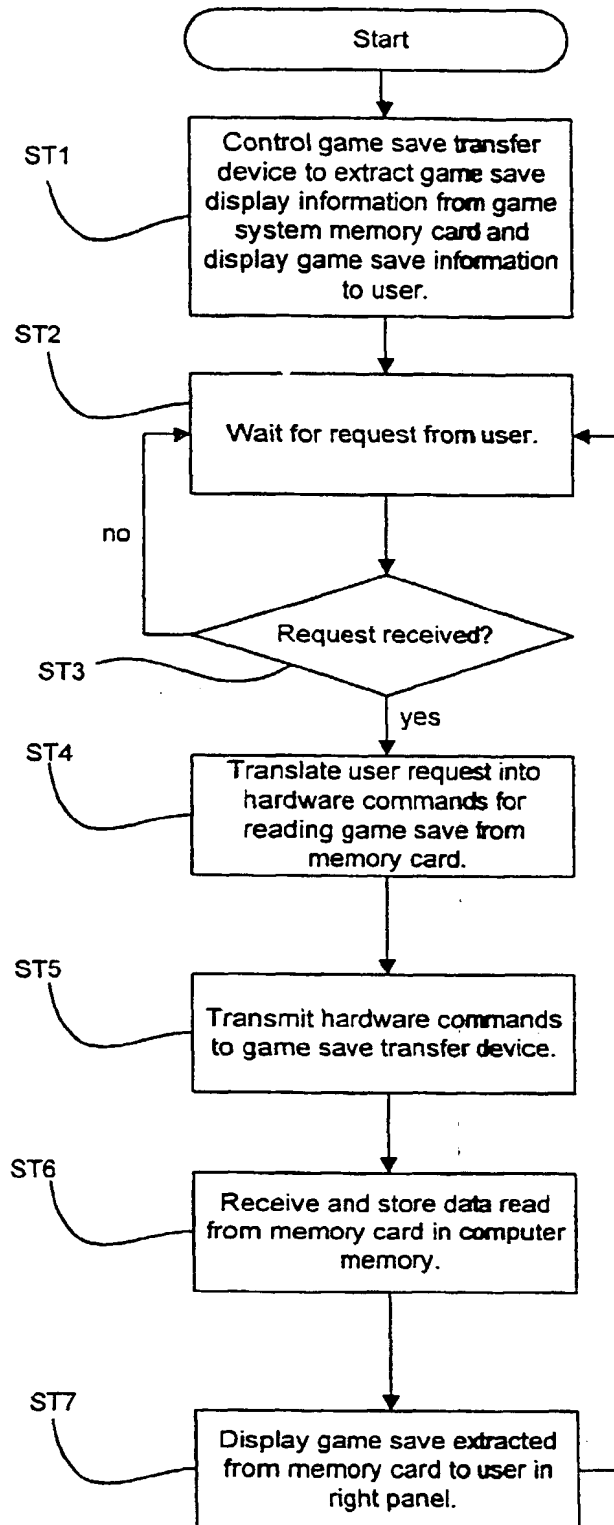 Start
ST1
Control game save transfer
device to extract game save
display information from game
system memory card and
display game save information
to user.
ST2
Wait for request from user.
no
Request received?
ST3
yes
ST4
Translate user request into
hardware commands for
reading game save from
memory card.
ST5
Transmit hardware commands
to game save transfer device.
ST6
Receive and store data read
from memory card in computer
memory.
ST7
Display game save extracted
from memory card to user in
right panel.